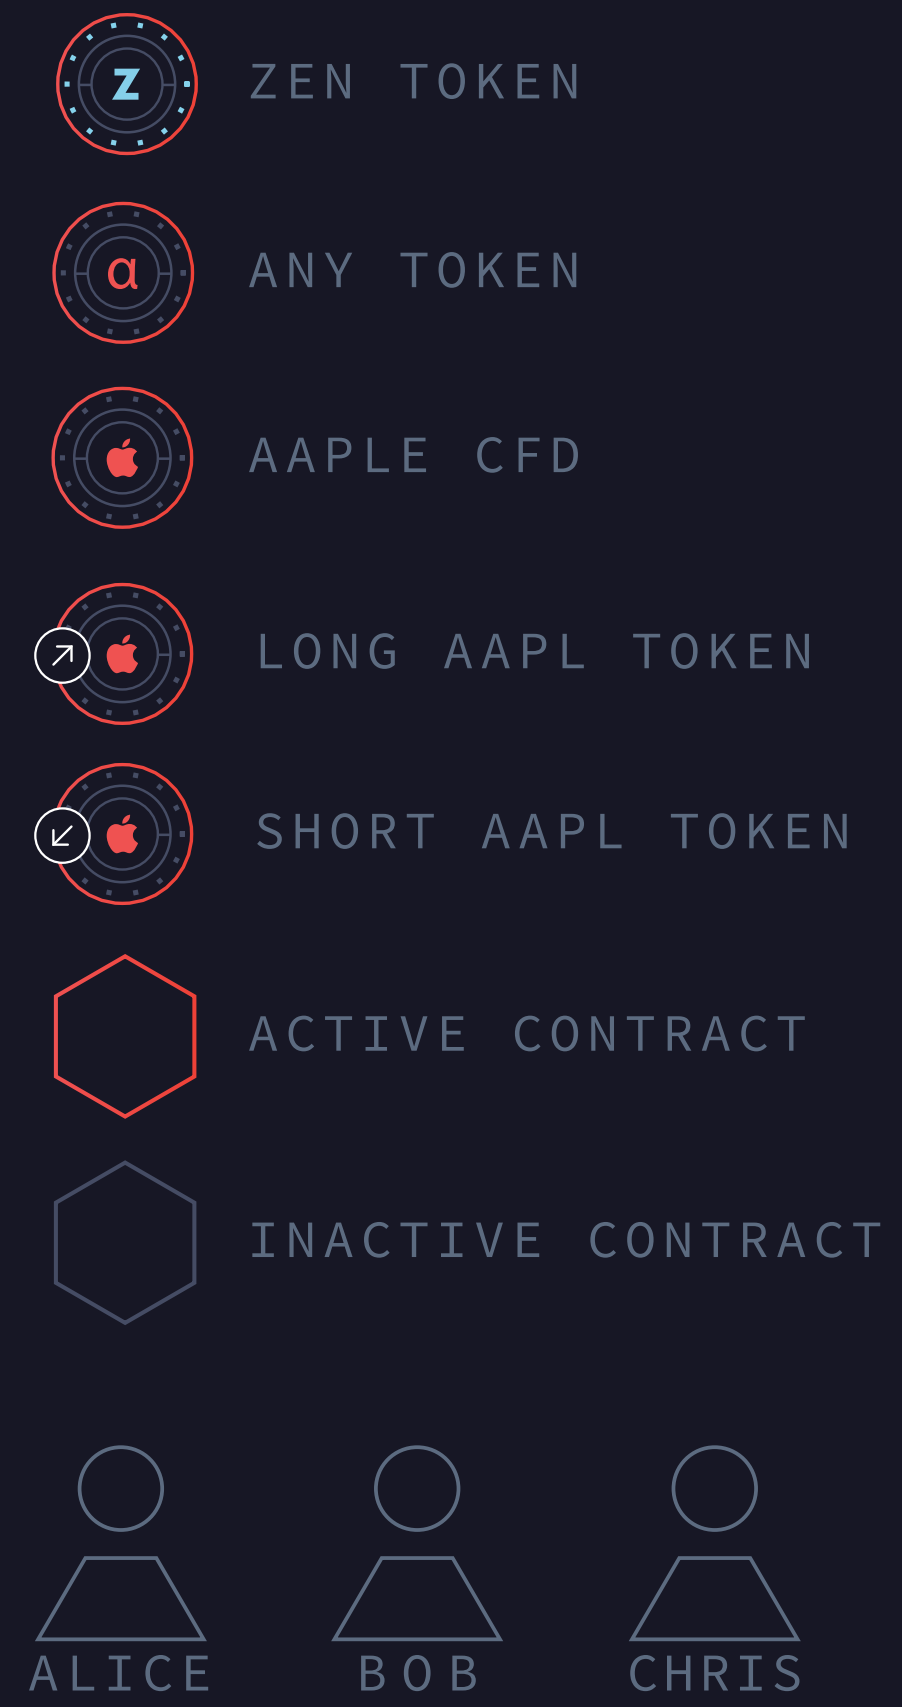 Z ZEN TOKEN
α ANY TOKEN
AAPLE CFD
LONG AAPL TOKEN
SHORT AAPL TOKEN
ACTIVE CONTRACT
INACTIVE CONTRACT
ALICE BOB CHRIS